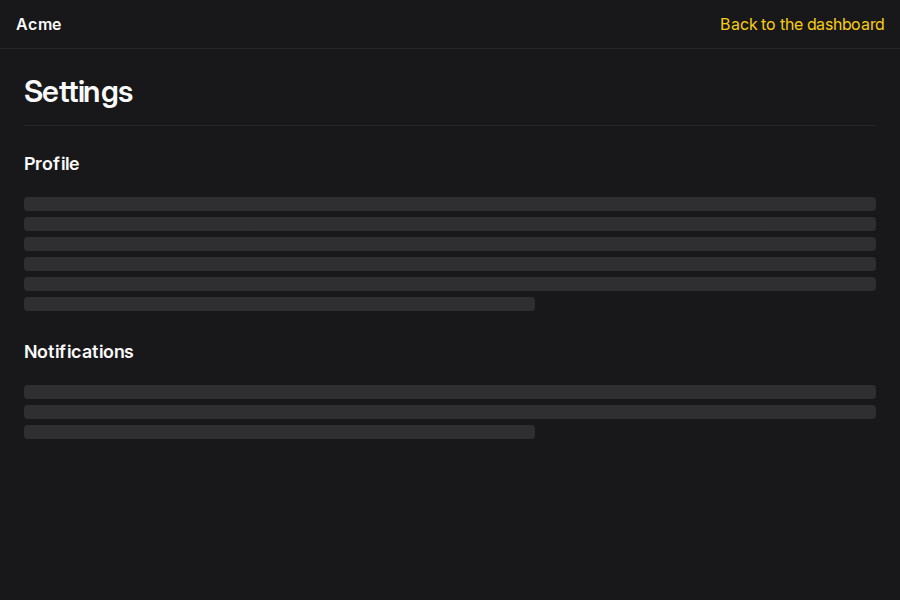 Acme
Back to the dashboard
Settings
Profile
Notifications